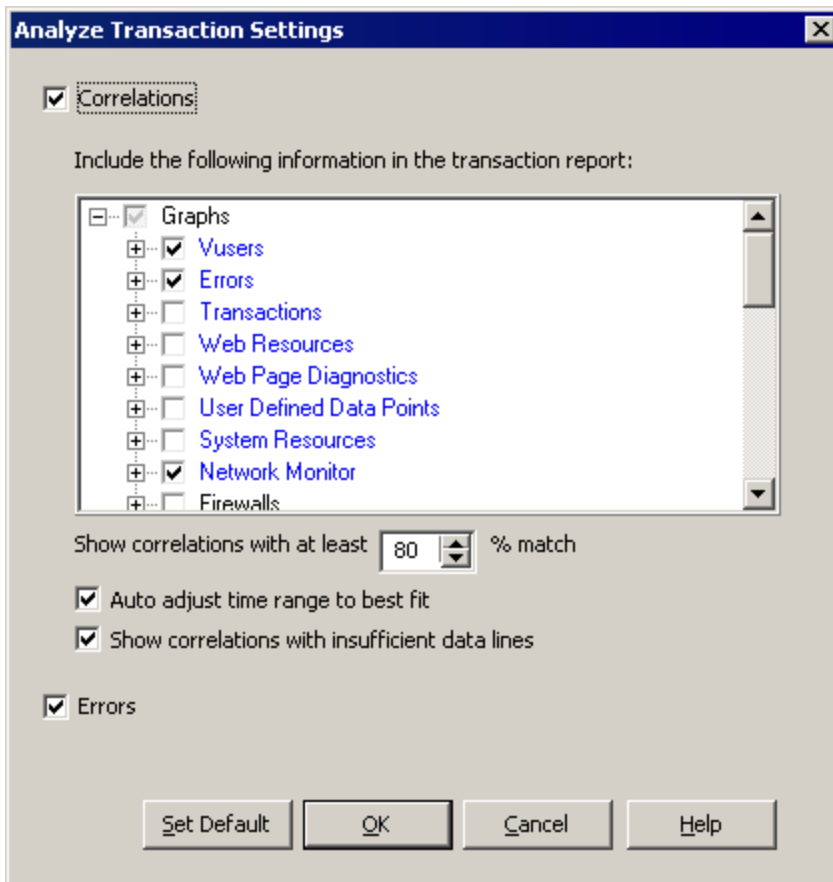 Analyze Transaction Settings
Correlations
Include the following information in the transaction report:
Graphs
Vusers
Errors
Transactions
Web Resources
Web Page Diagnostics
User Defined Data Points
System Resources
Network Monitor
Firewalls
Show correlations with at least 80 % match
Auto adjust time range to best fit
Show correlations with insufficient data lines
Errors
Set Default OK Cancel Help